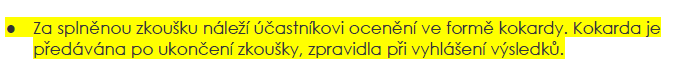 ● Za splněnou zkoušku náleží účastníkovi ocenění ve formě kokardy. Kokarda je
předávána po ukončení zkoušky, zpravidla při vyhlášení výsledků.